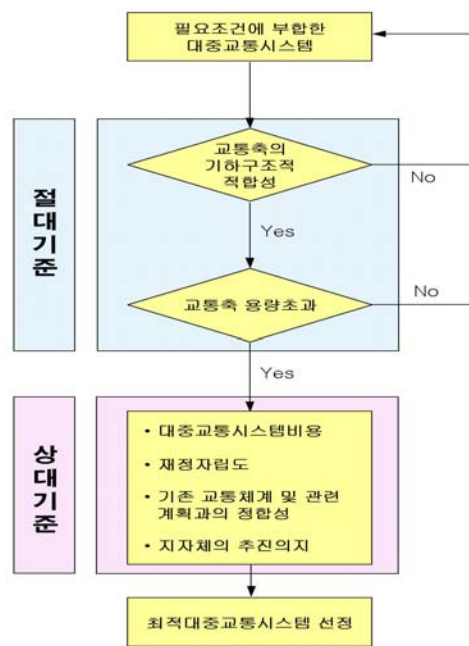 필요조건에 부합한
대중교통시스템
절대기준
교통축의
기하구조적
적합성
No
Yes
교통축 용량초과
No
Yes
상대기준
• 대중교통시스템비용
• 재정자립도
• 기존 교통체계 및 관련
계획과의 정합성
• 지자체의 추진의지
최적대중교통시스템 선정